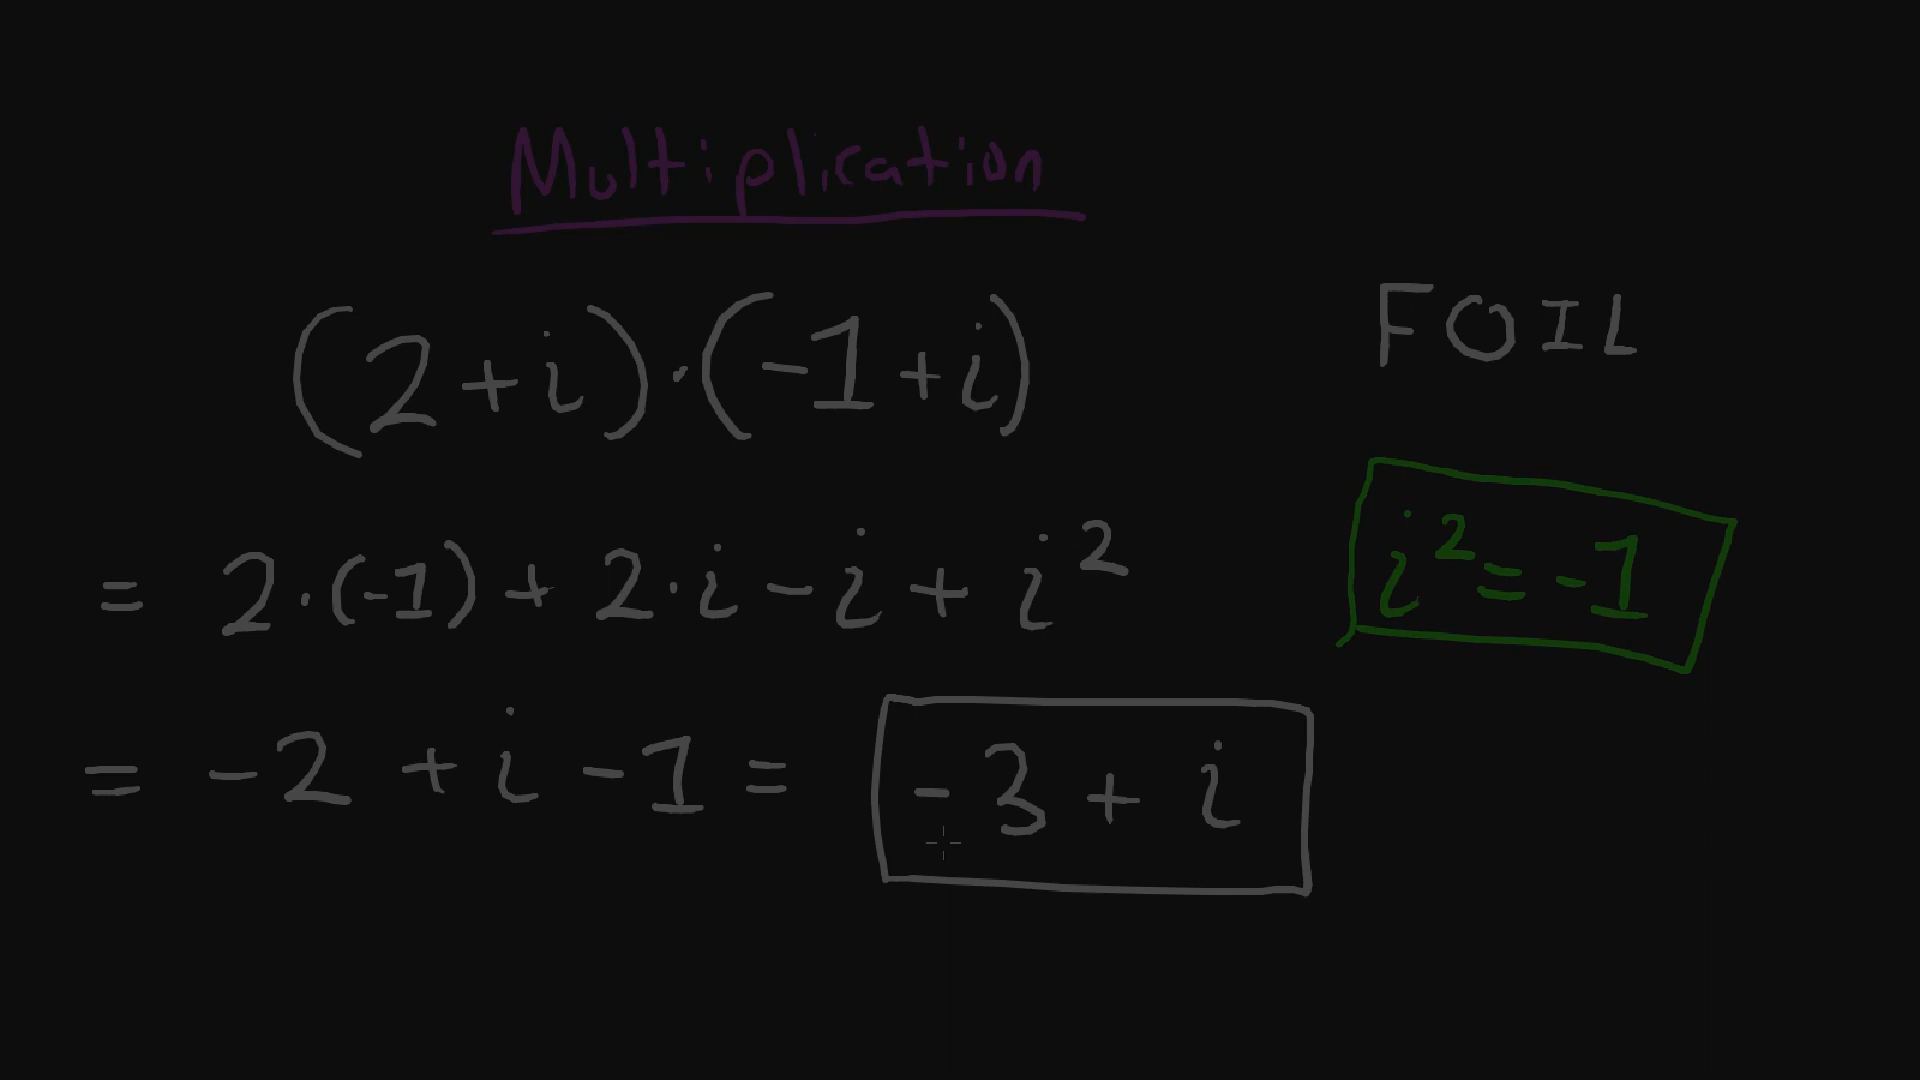 Multiplication
(2+i)·(-1+i)
FOIL
= 2·(-1)+2·i-i+i²
i²=-1
= -2+i-1= -3+i